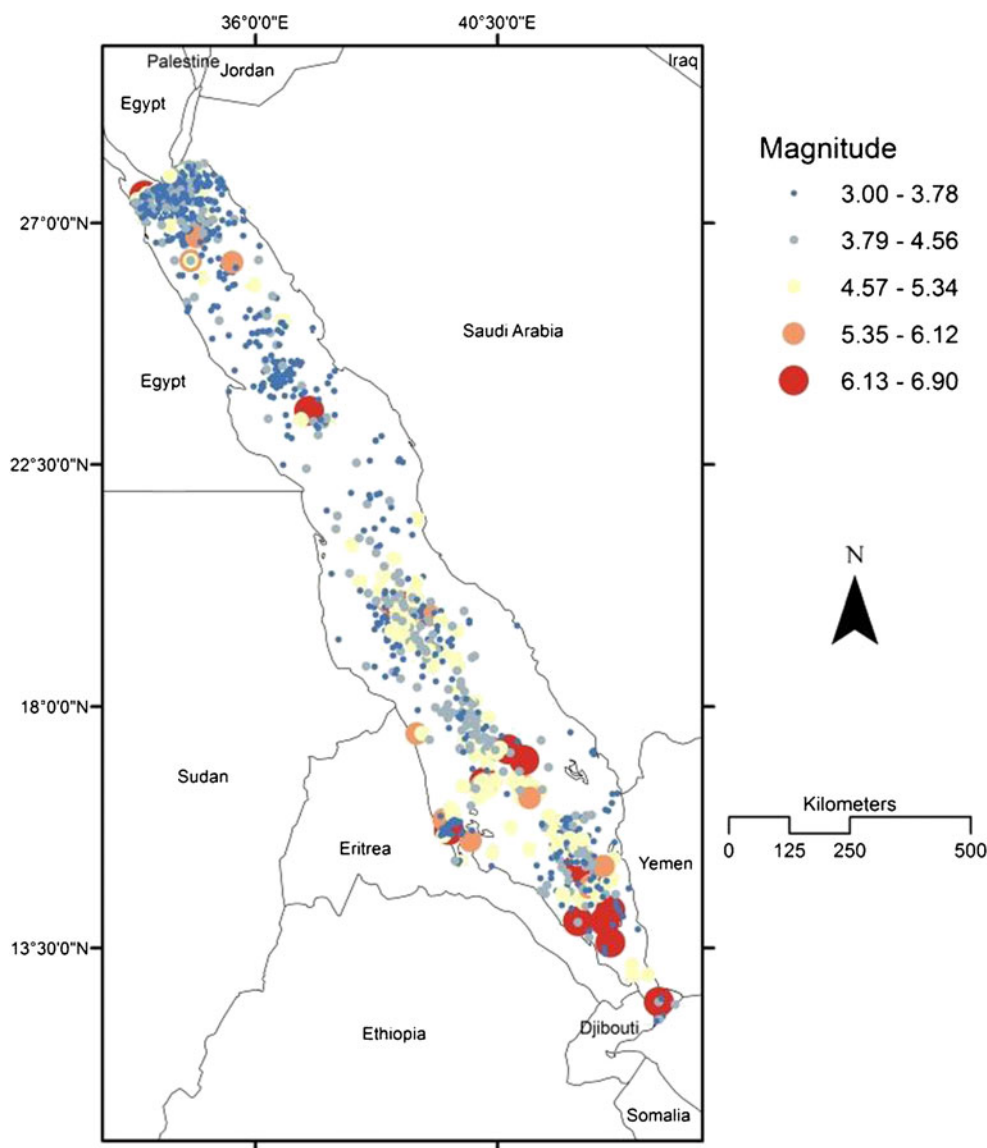 36°0'0"E 40°30'0"E
Palestine
Jordan
Iraq
Egypt
27°0'0"N
Saudi Arabia
Egypt
22°30'0"N
18°0'0"N
Sudan
Eritrea
Yemen
13°30'0"N
Ethiopia
Djibouti
Somalia
Magnitude
3.00 - 3.78
3.79 - 4.56
4.57 - 5.34
5.35 - 6.12
6.13 - 6.90
N
Kilometers
0 125 250 500